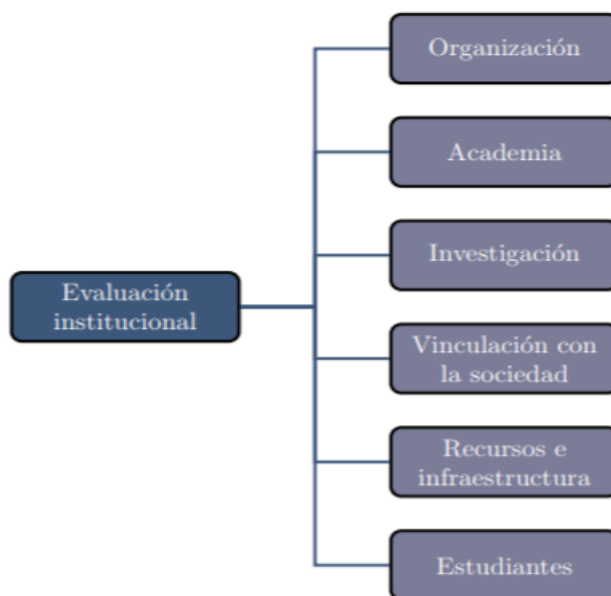 Organización
Academia
Investigación
Evaluación
institucional
Vinculación con
la sociedad
Recursos e
infraestructura
Estudiantes